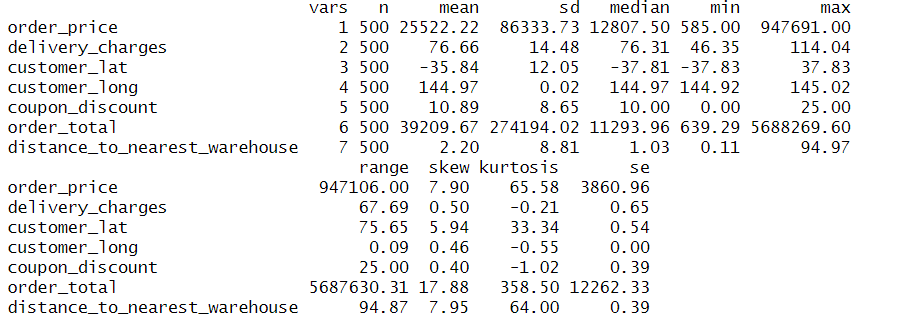 vars n mean sd median min max
order_price 1 500 25522.22 86333.73 12807.50 585.00 947691.00
delivery_charges 2 500 76.66 14.48 76.31 46.35 114.04
customer_lat 3 500 -35.84 12.05 -37.81 -37.83 37.83
customer_long 4 500 144.97 0.02 144.97 144.92 145.02
coupon_discount 5 500 10.89 8.65 10.00 0.00 25.00
order_total 6 500 39209.67 274194.02 11293.96 639.29 5688269.60
distance_to_nearest_warehouse 7 500 2.20 8.81 1.03 0.11 94.97
range skew kurtosis se
order_price 947106.00 7.90 65.58 3860.96
delivery_charges 67.69 0.50 -0.21 0.65
customer_lat 75.65 5.94 33.34 0.54
customer_long 0.09 0.46 -0.55 0.00
coupon_discount 25.00 0.40 -1.02 0.39
order_total 5687630.31 17.88 358.50 12262.33
distance_to_nearest_warehouse 94.87 7.95 64.00 0.39